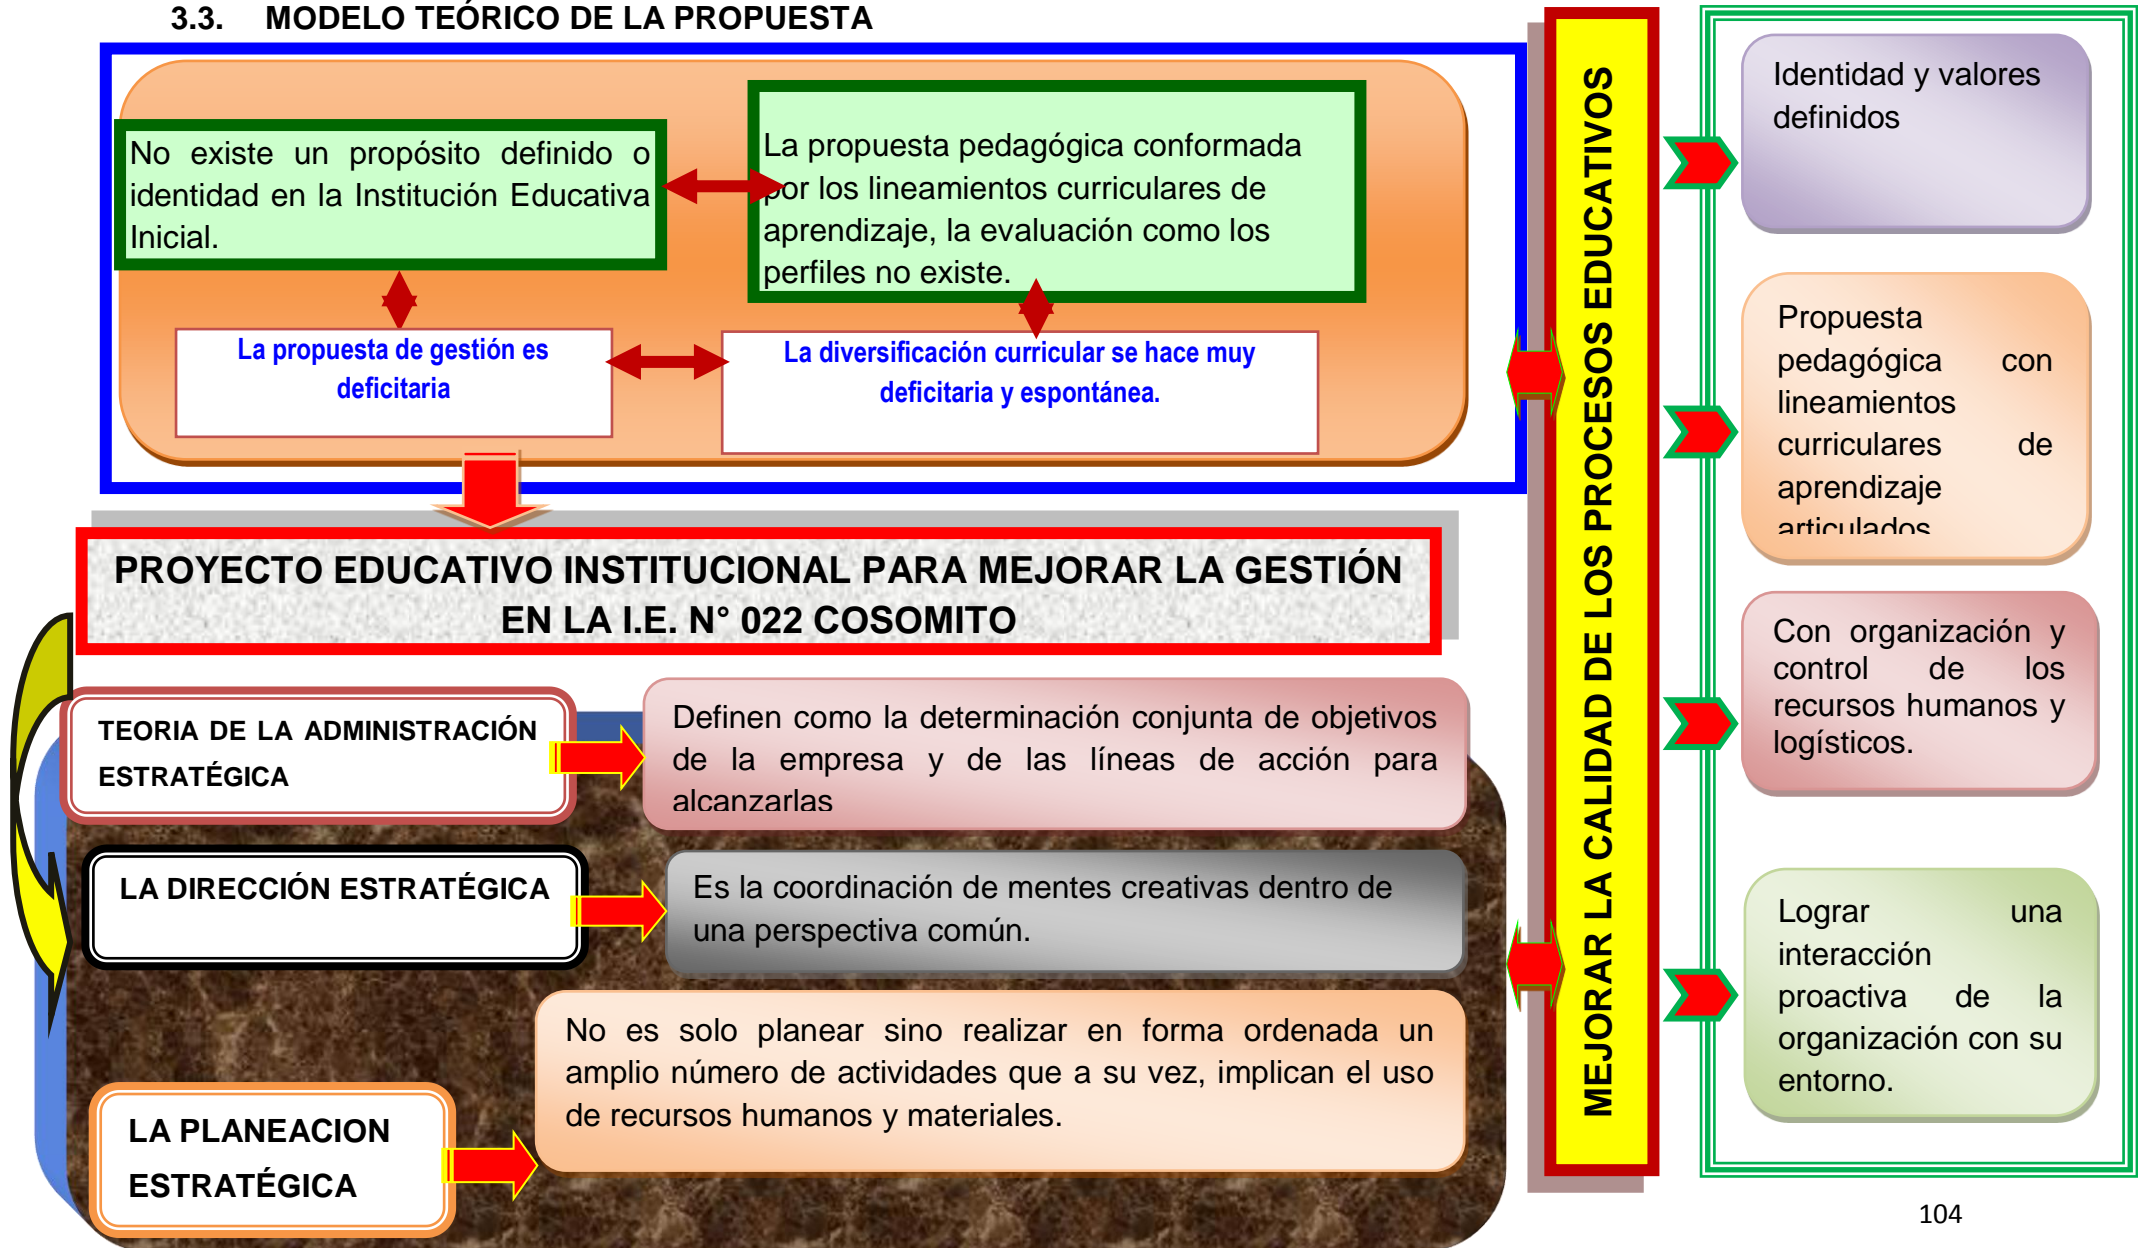 3.3. MODELO TEÓRICO DE LA PROPUESTA
No existe un propósito definido o
identidad en la Institución Educativa
Inicial.
La propuesta pedagógica conformada
por los lineamientos curriculares de
aprendizaje, la evaluación como los
perfiles no existe.
La propuesta de gestión es
deficitaria
La diversificación curricular se hace muy
deficitaria y espontánea.
PROYECTO EDUCATIVO INSTITUCIONAL PARA MEJORAR LA GESTIÓN
EN LA I.E. N° 022 COSOMITO
TEORIA DE LA ADMINISTRACIÓN
ESTRATÉGICA
Definen como la determinación conjunta de objetivos
de la empresa y de las líneas de acción para
alcanzarlas
LA DIRECCIÓN ESTRATÉGICA
Es la coordinación de mentes creativas dentro de
una perspectiva común.
LA PLANEACION
ESTRATÉGICA
No es solo planear sino realizar en forma ordenada un
amplio número de actividades que a su vez, implican el uso
de recursos humanos y materiales.
MEJORAR LA CALIDAD DE LOS PROCESOS EDUCATIVOS
Identidad y valores
definidos
Propuesta
pedagógica con
lineamientos
curriculares de
aprendizaje
articulados
Con organización y
control de los
recursos humanos y
logísticos.
Lograr una
interacción
proactiva de la
organización con su
entorno.
104